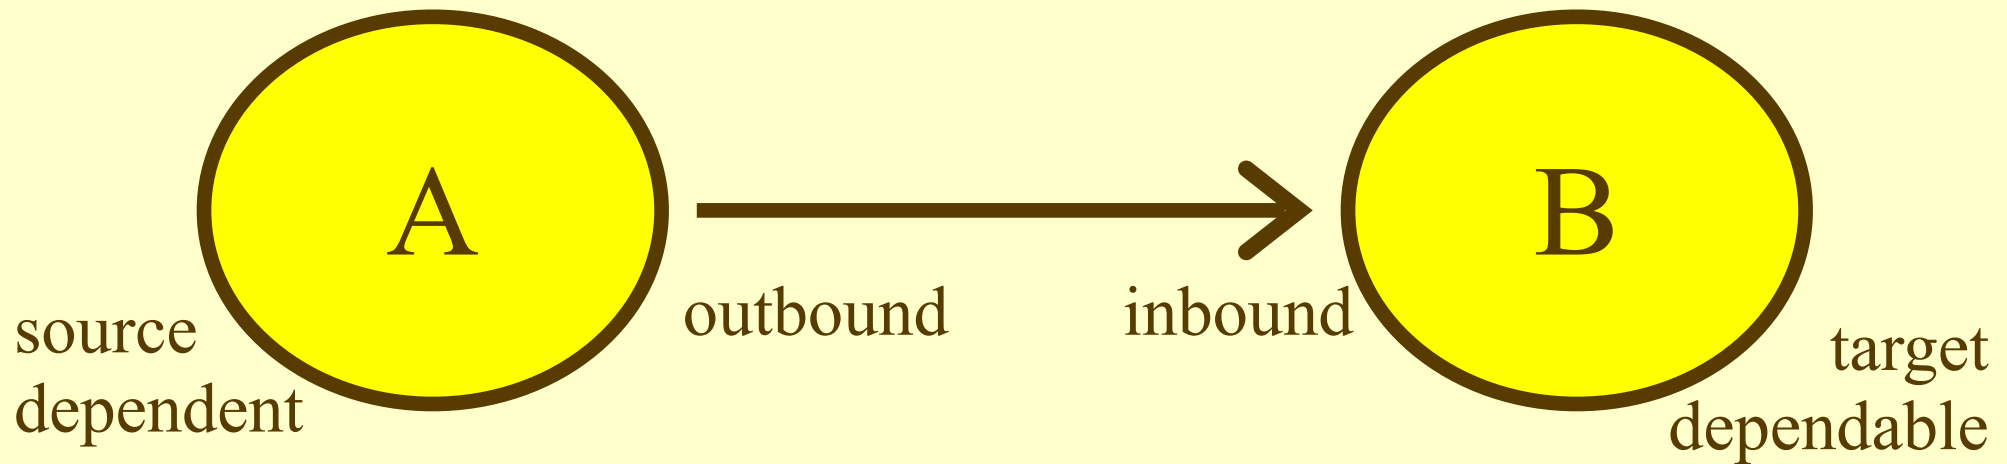 A
B
outbound
inbound
source
dependent
target
dependable